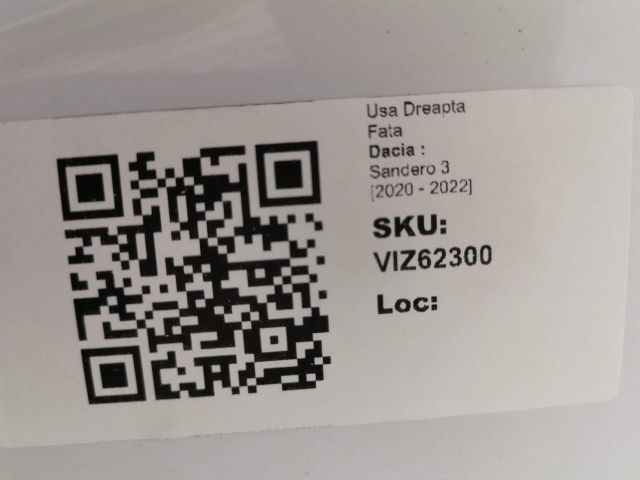 Usa Dreapta
Fata
Dacia :
Sandero 3
[2020 - 2022]
SKU:
VIZ62300
Loc: